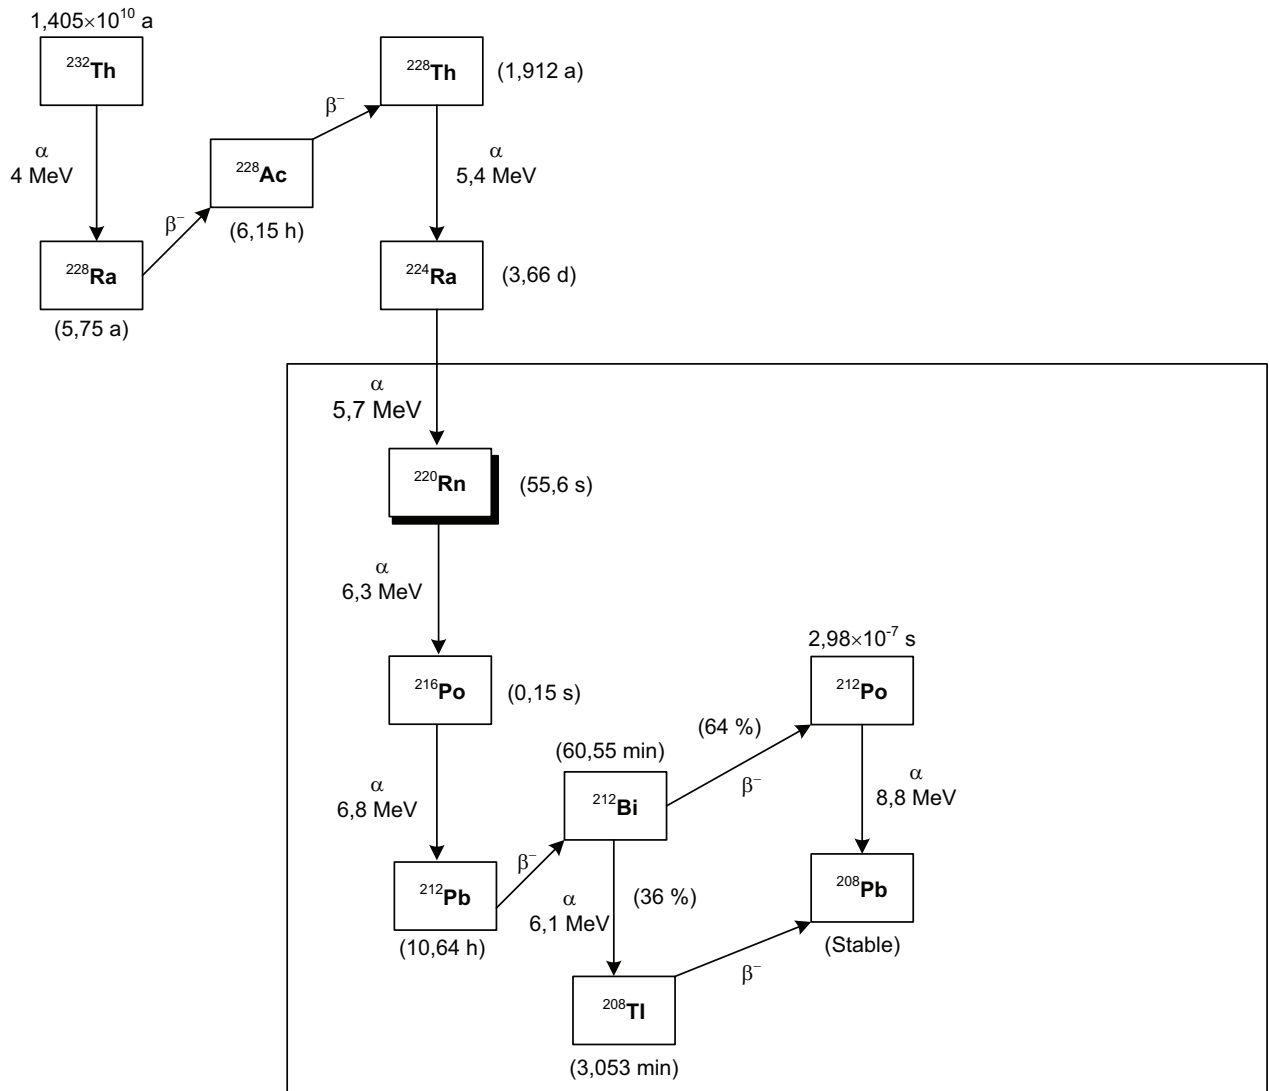 1,405×10¹⁰ a
²³²Th
²²⁸Th
(1,912 a)
β⁻
α
4 MeV
²²⁸Ac
α
5,4 MeV
β⁻
(6,15 h)
²²⁸Ra
²²⁴Ra
(3,66 d)
(5,75 a)
α
5,7 MeV
²²⁰Rn
(55,6 s)
α
6,3 MeV
2,98×10⁻⁷ s
²¹⁶Po
(0,15 s)
²¹²Po
(64 %)
(60,55 min)
α
6,8 MeV
β⁻
α
8,8 MeV
²¹²Bi
β⁻
²¹²Pb
α
6,1 MeV
(36 %)
²⁰⁸Pb
(10,64 h)
(Stable)
β⁻
²⁰⁸Tl
(3,053 min)